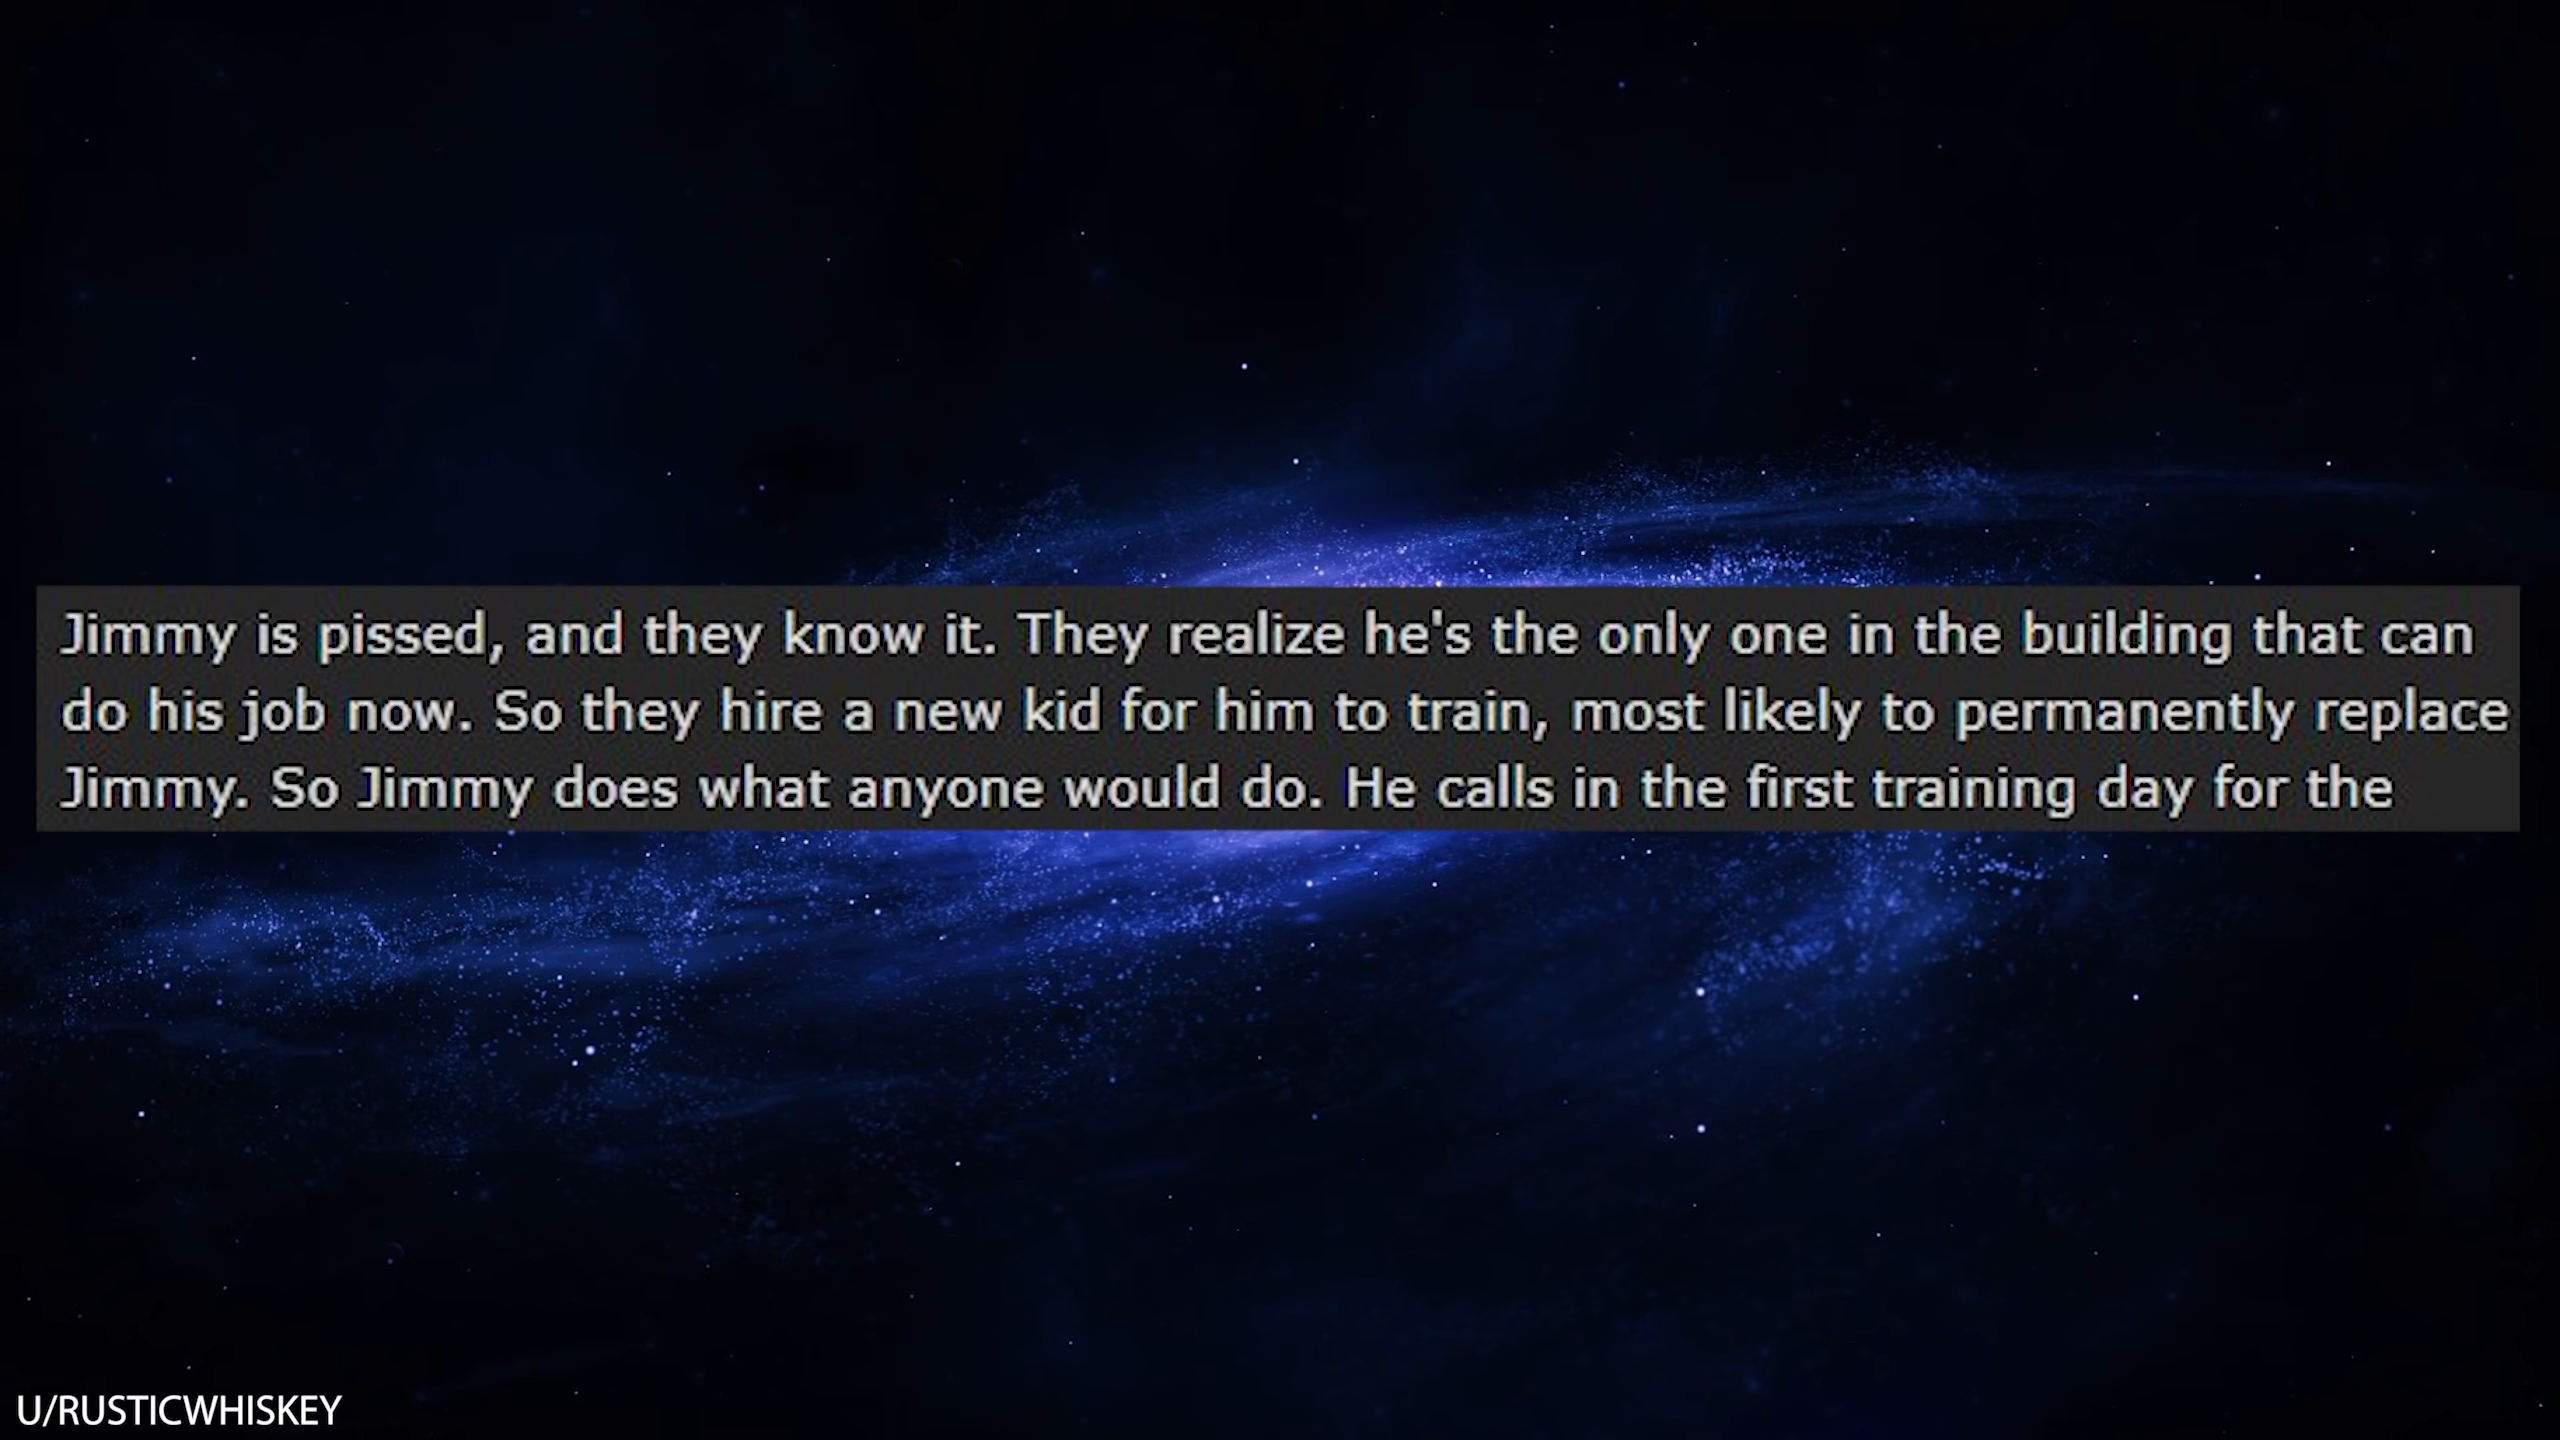 Jimmy is pissed, and they know it. They realize he's the only one in the building that can
do his job now. So they hire a new kid for him to train, most likely to permanently replace
Jimmy. So Jimmy does what anyone would do. He calls in the first training day for the
U/RUSTICWHISKEY